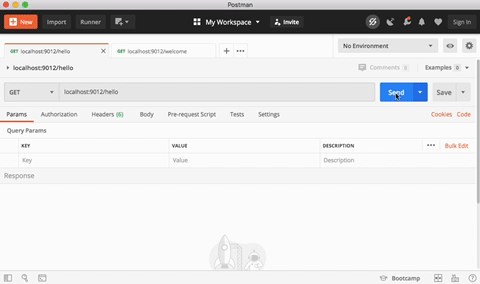 Postman
New Import Runner My Workspace Invite Sign In
GET localhost:9012/hello GET localhost:9012/welcome No Environment
localhost:9012/hello Comments 0 Examples 0
GET localhost:9012/hello Send Save
Params Authorization Headers (6) Body Pre-request Script Tests Settings Cookies Code
Query Params
KEY VALUE DESCRIPTION Bulk Edit
Key Value Description
Response
Bootcamp